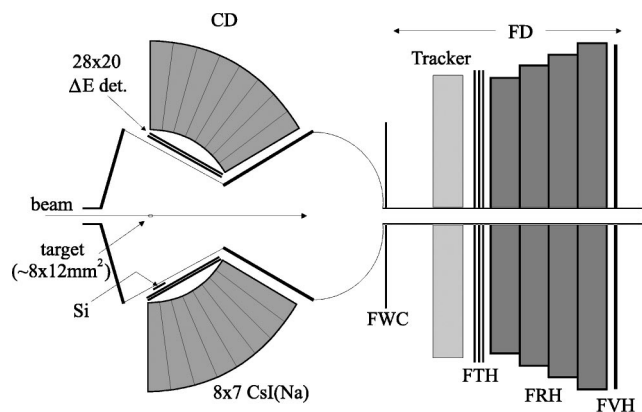 CD
FD
28x20
ΔE det.
Tracker
beam
target
(~8x12mm²)
Si
FWC
FTH
8x7 CsI(Na)
FRH
FVH